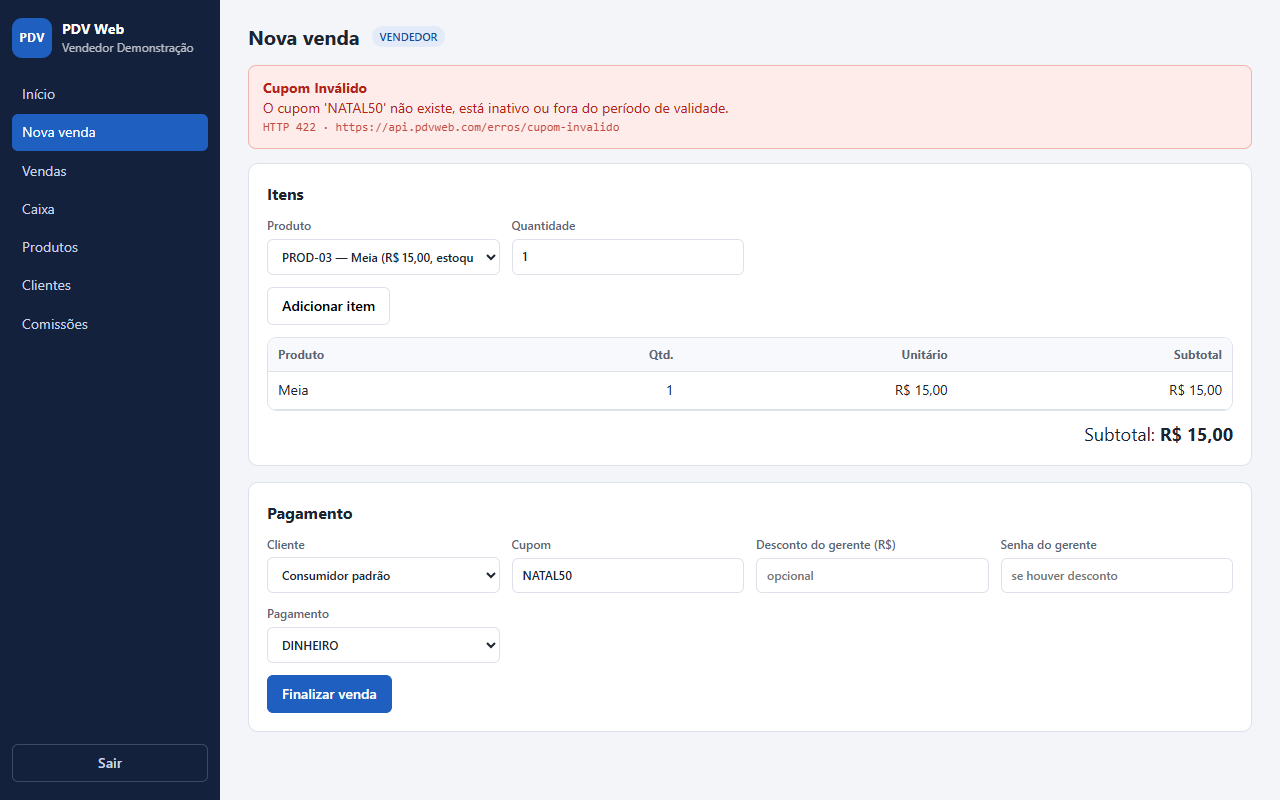 PDV
PDV Web
Vendedor Demonstração
Início
Nova venda
Vendas
Caixa
Produtos
Clientes
Comissões
Sair
Nova venda
VENDEDOR
Cupom Inválido
O cupom 'NATAL50' não existe, está inativo ou fora do período de validade.
HTTP 422 · https://api.pdvweb.com/erros/cupom-invalido
Itens
Produto
Quantidade
PROD-03 — Meia (R$ 15,00, estoqu
1
Adicionar item
Produto Qtd. Unitário Subtotal
Meia 1 R$ 15,00 R$ 15,00
Subtotal: R$ 15,00
Pagamento
Cliente
Cupom
Desconto do gerente (R$)
Senha do gerente
Consumidor padrão
NATAL50
opcional
se houver desconto
Pagamento
DINHEIRO
Finalizar venda